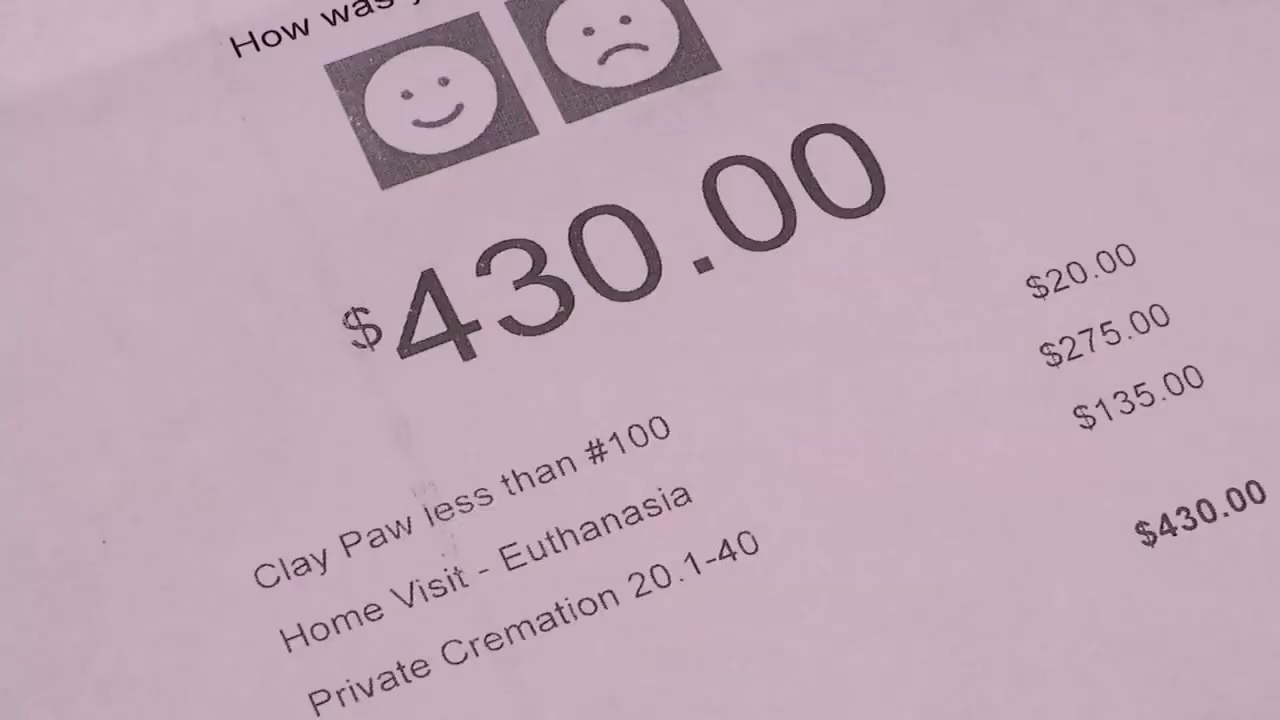 How was
$430.00
Clay Paw less than #100 $20.00
Home Visit - Euthanasia $275.00
Private Cremation 20.1-40 $135.00
$430.00